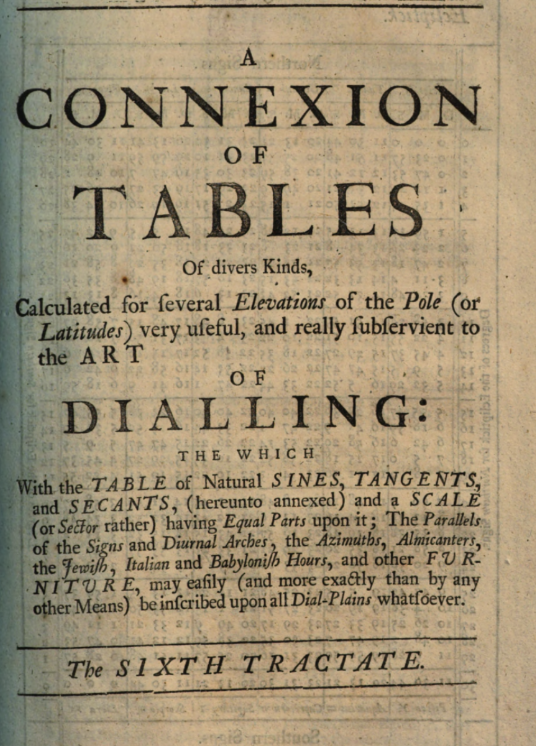 A
CONNEXION
OF
TABLES
Of divers Kinds,
Calculated for ſeveral Elevations of the Pole (or
Latitudes) very uſeful, and really ſubſervient to
the ART
OF
DIALLING:
THE WHICH
With the TABLE of Natural SINES, TANGENTS,
and SECANTS, (hereunto annexed) and a SCALE
(or Sector rather) having Equal Parts upon it; The Parallels
of the Signs and Diurnal Arches, the Azimuths, Almicanters,
the Jewiſh, Italian and Babyloniſh Hours, and other FUR-
NITURE, may eaſily (and more exactly than by any
other Means) be inſcribed upon all Dial-Plains whatſoever.
The SIXTH TRACTATE.